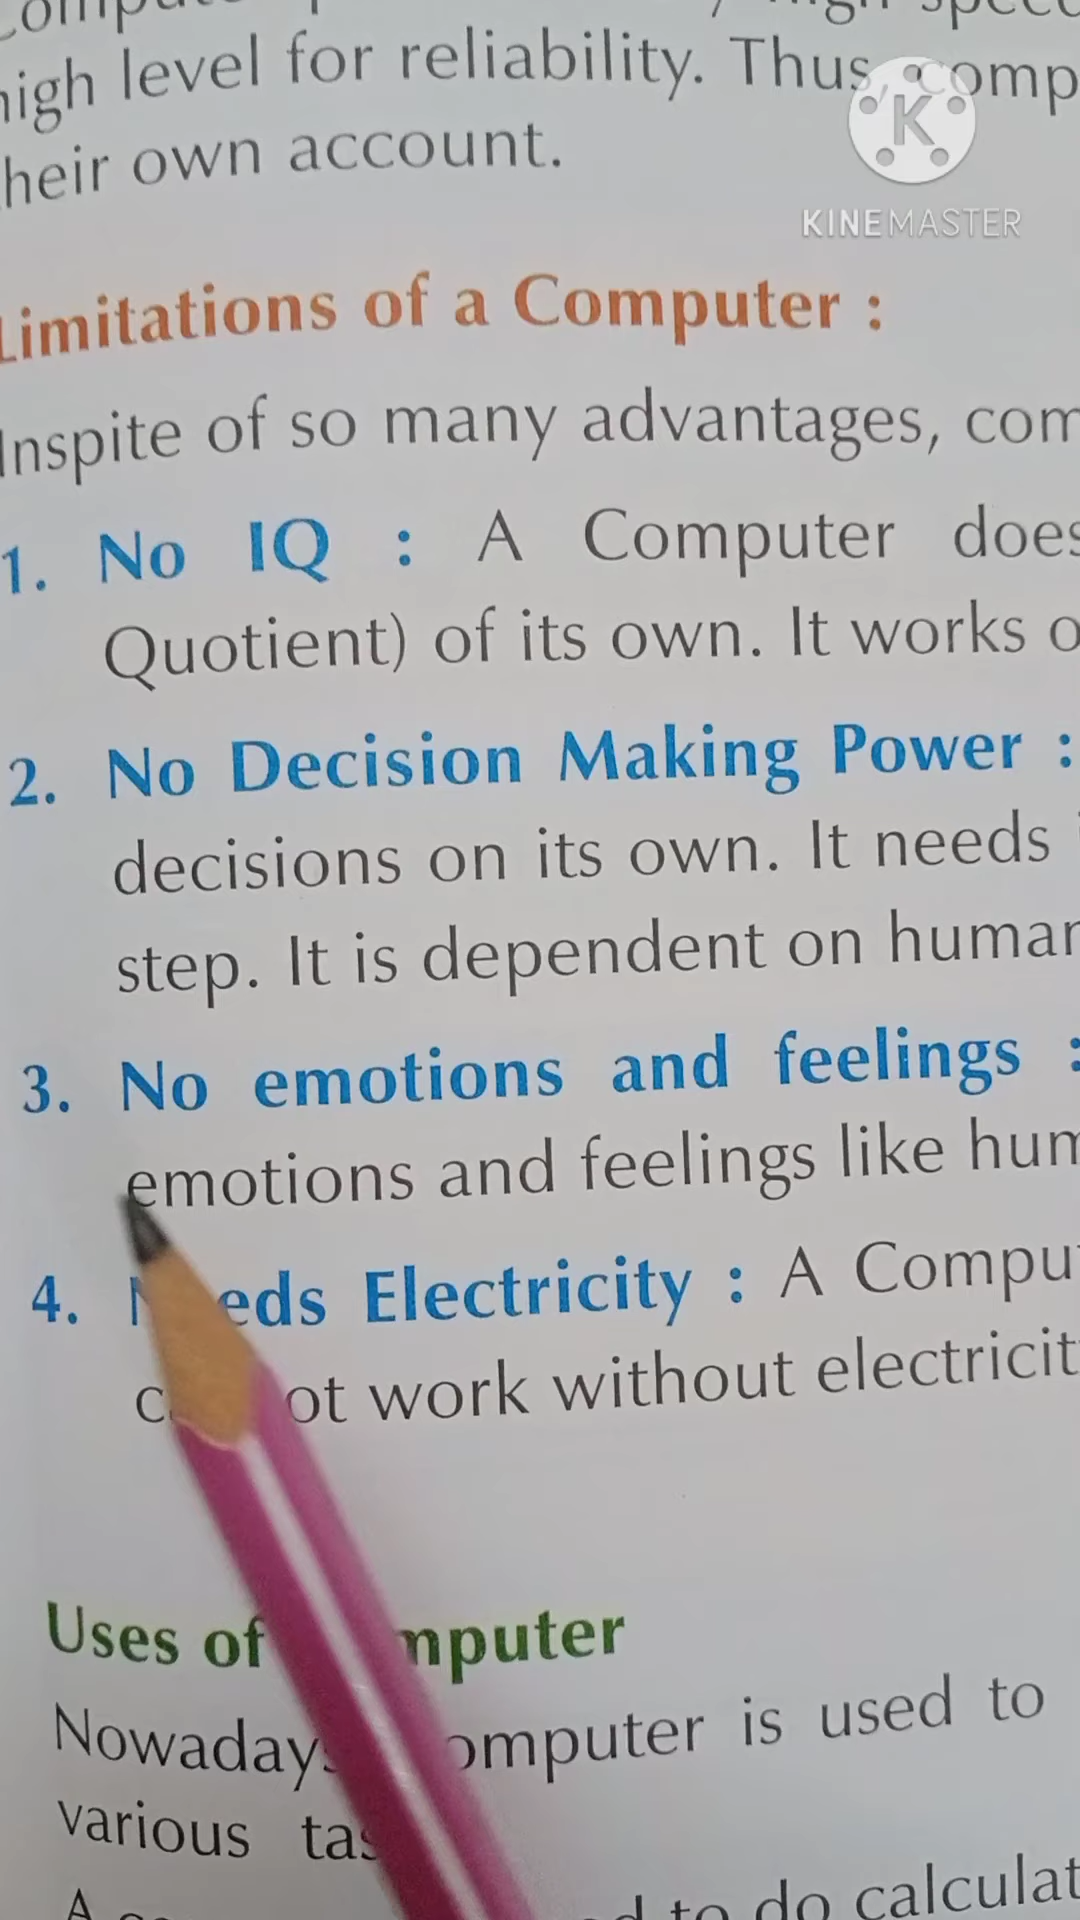 high level for reliability. Thus, comp
heir own account.
KINEMASTER
Limitations of a Computer :
Inspite of so many advantages, com
1. No IQ : A Computer does
Quotient) of its own. It works o
2. No Decision Making Power :
decisions on its own. It needs
step. It is dependent on human
3. No emotions and feelings :
emotions and feelings like hum
4. eds Electricity : A Compu
ot work without electricit
Uses of mputer
Nowadays omputer is used to
various tas
A to do calculat